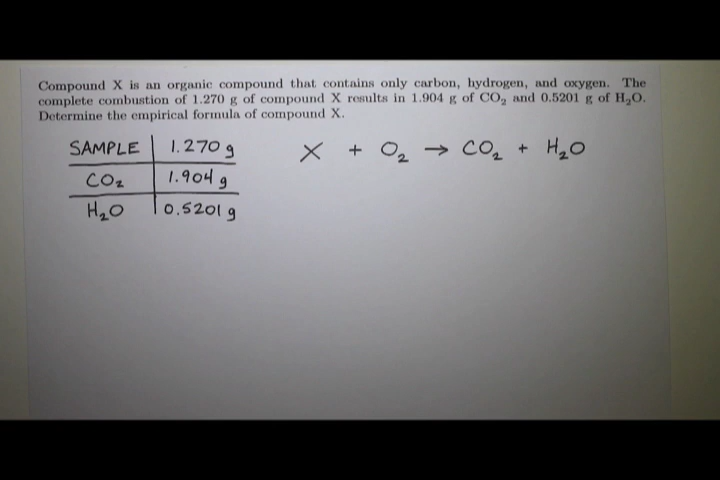 Compound X is an organic compound that contains only carbon, hydrogen, and oxygen. The
complete combustion of 1.270 g of compound X results in 1.904 g of CO₂ and 0.5201 g of H₂O.
Determine the empirical formula of compound X.
SAMPLE 1.270 g
CO₂ 1.904 g
H₂O 0.5201 g
X + O₂ → CO₂ + H₂O